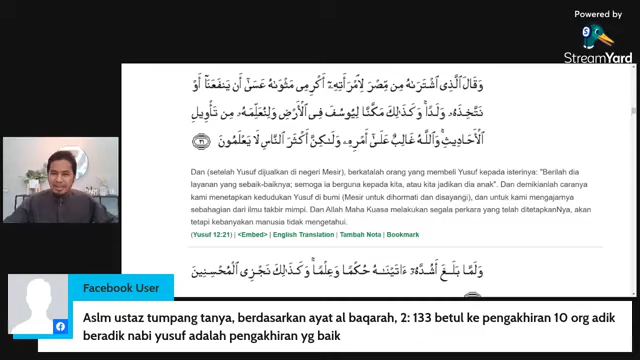 Powered by
StreamYard
وَقَالَ ٱلَّذِى ٱشْتَرَىٰهُ مِن مِّصْرَ لِٱمْرَأَتِهِۦٓ أَكْرِمِى مَثْوَىٰهُ عَسَىٰٓ أَن يَنفَعَنَآ أَوْ
نَتَّخِذَهُۥ وَلَدًا ۚ وَكَذَٰلِكَ مَكَّنَّا لِيُوسُفَ فِى ٱلْأَرْضِ وَلِنُعَلِّمَهُۥ مِن تَأْوِيلِ
ٱلْأَحَادِيثِ ۚ وَٱللَّهُ غَالِبٌ عَلَىٰٓ أَمْرِهِۦ وَلَٰكِنَّ أَكْثَرَ ٱلنَّاسِ لَا يَعْلَمُونَ ﴿٢١﴾
Dan (setelah Yusuf dijualkan di negeri Mesir), berkatalah orang yang membeli Yusuf kepada isterinya: "Berilah dia
layanan yang sebaik-baiknya; semoga ia berguna kepada kita, atau kita jadikan dia anak". Dan demikianlah caranya
kami menetapkan kedudukan Yusuf di bumi (Mesir untuk dihormati dan disayangi), dan untuk kami mengajarnya
sebahagian dari ilmu takbir mimpi. Dan Allah Maha Kuasa melakukan segala perkara yang telah ditetapkanNya, akan
tetapi kebanyakan manusia tidak mengetahui.
(Yusuf 12:21) | <Embed> | English Translation | Tambah Nota | Bookmark
وَلَمَّا بَلَغَ أَشُدَّهُۥٓ ءَاتَيْنَٰهُ حُكْمًا وَعِلْمًا ۚ وَكَذَٰلِكَ نَجْزِى ٱلْمُحْسِنِينَ
Facebook User
Aslm ustaz tumpang tanya, berdasarkan ayat al baqarah, 2: 133 betul ke pengakhiran 10 org adik
beradik nabi yusuf adalah pengakhiran yg baik